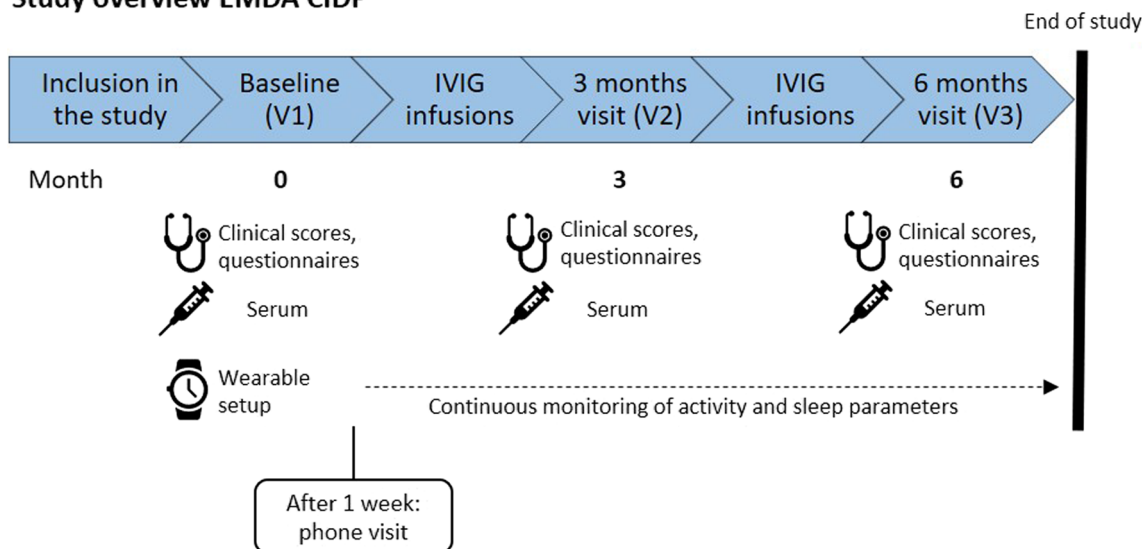 Study overview EMDA CIDP
End of study
Inclusion in
the study
Baseline
(V1)
IVIG
infusions
3 months
visit (V2)
IVIG
infusions
6 months
visit (V3)
Month
0
3
6
Clinical scores,
questionnaires
Clinical scores,
questionnaires
Clinical scores,
questionnaires
Serum
Serum
Serum
Wearable
setup
Continuous monitoring of activity and sleep parameters
After 1 week:
phone visit